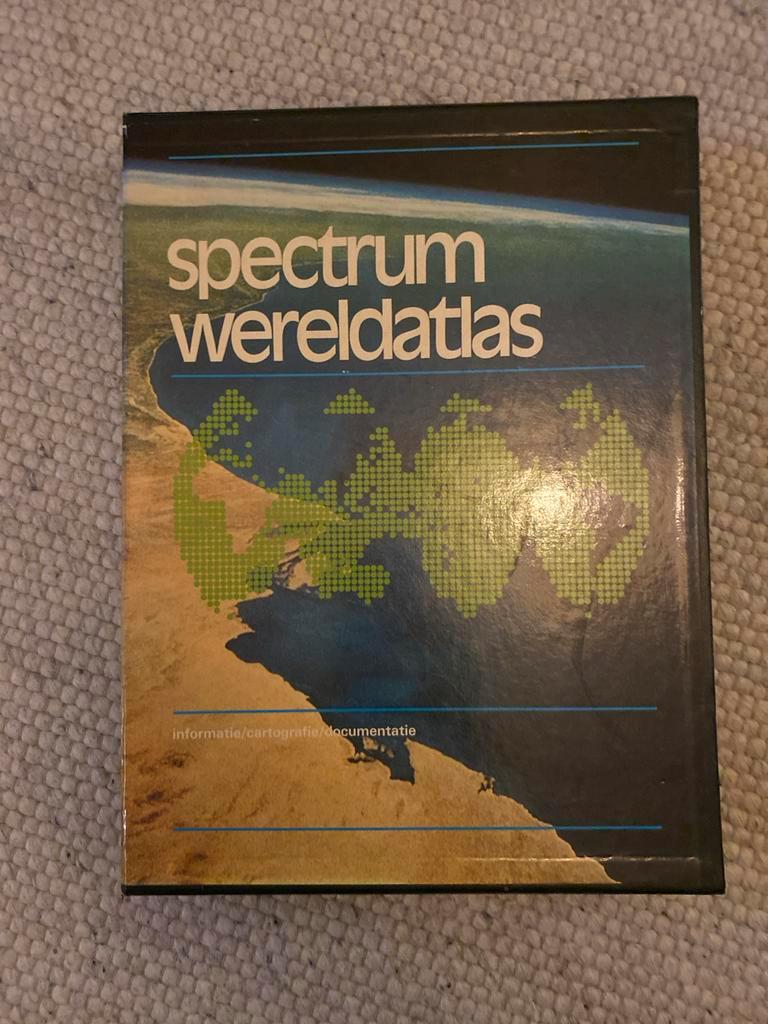 spectrum
wereldatlas
informatie/cartografie/documentatie